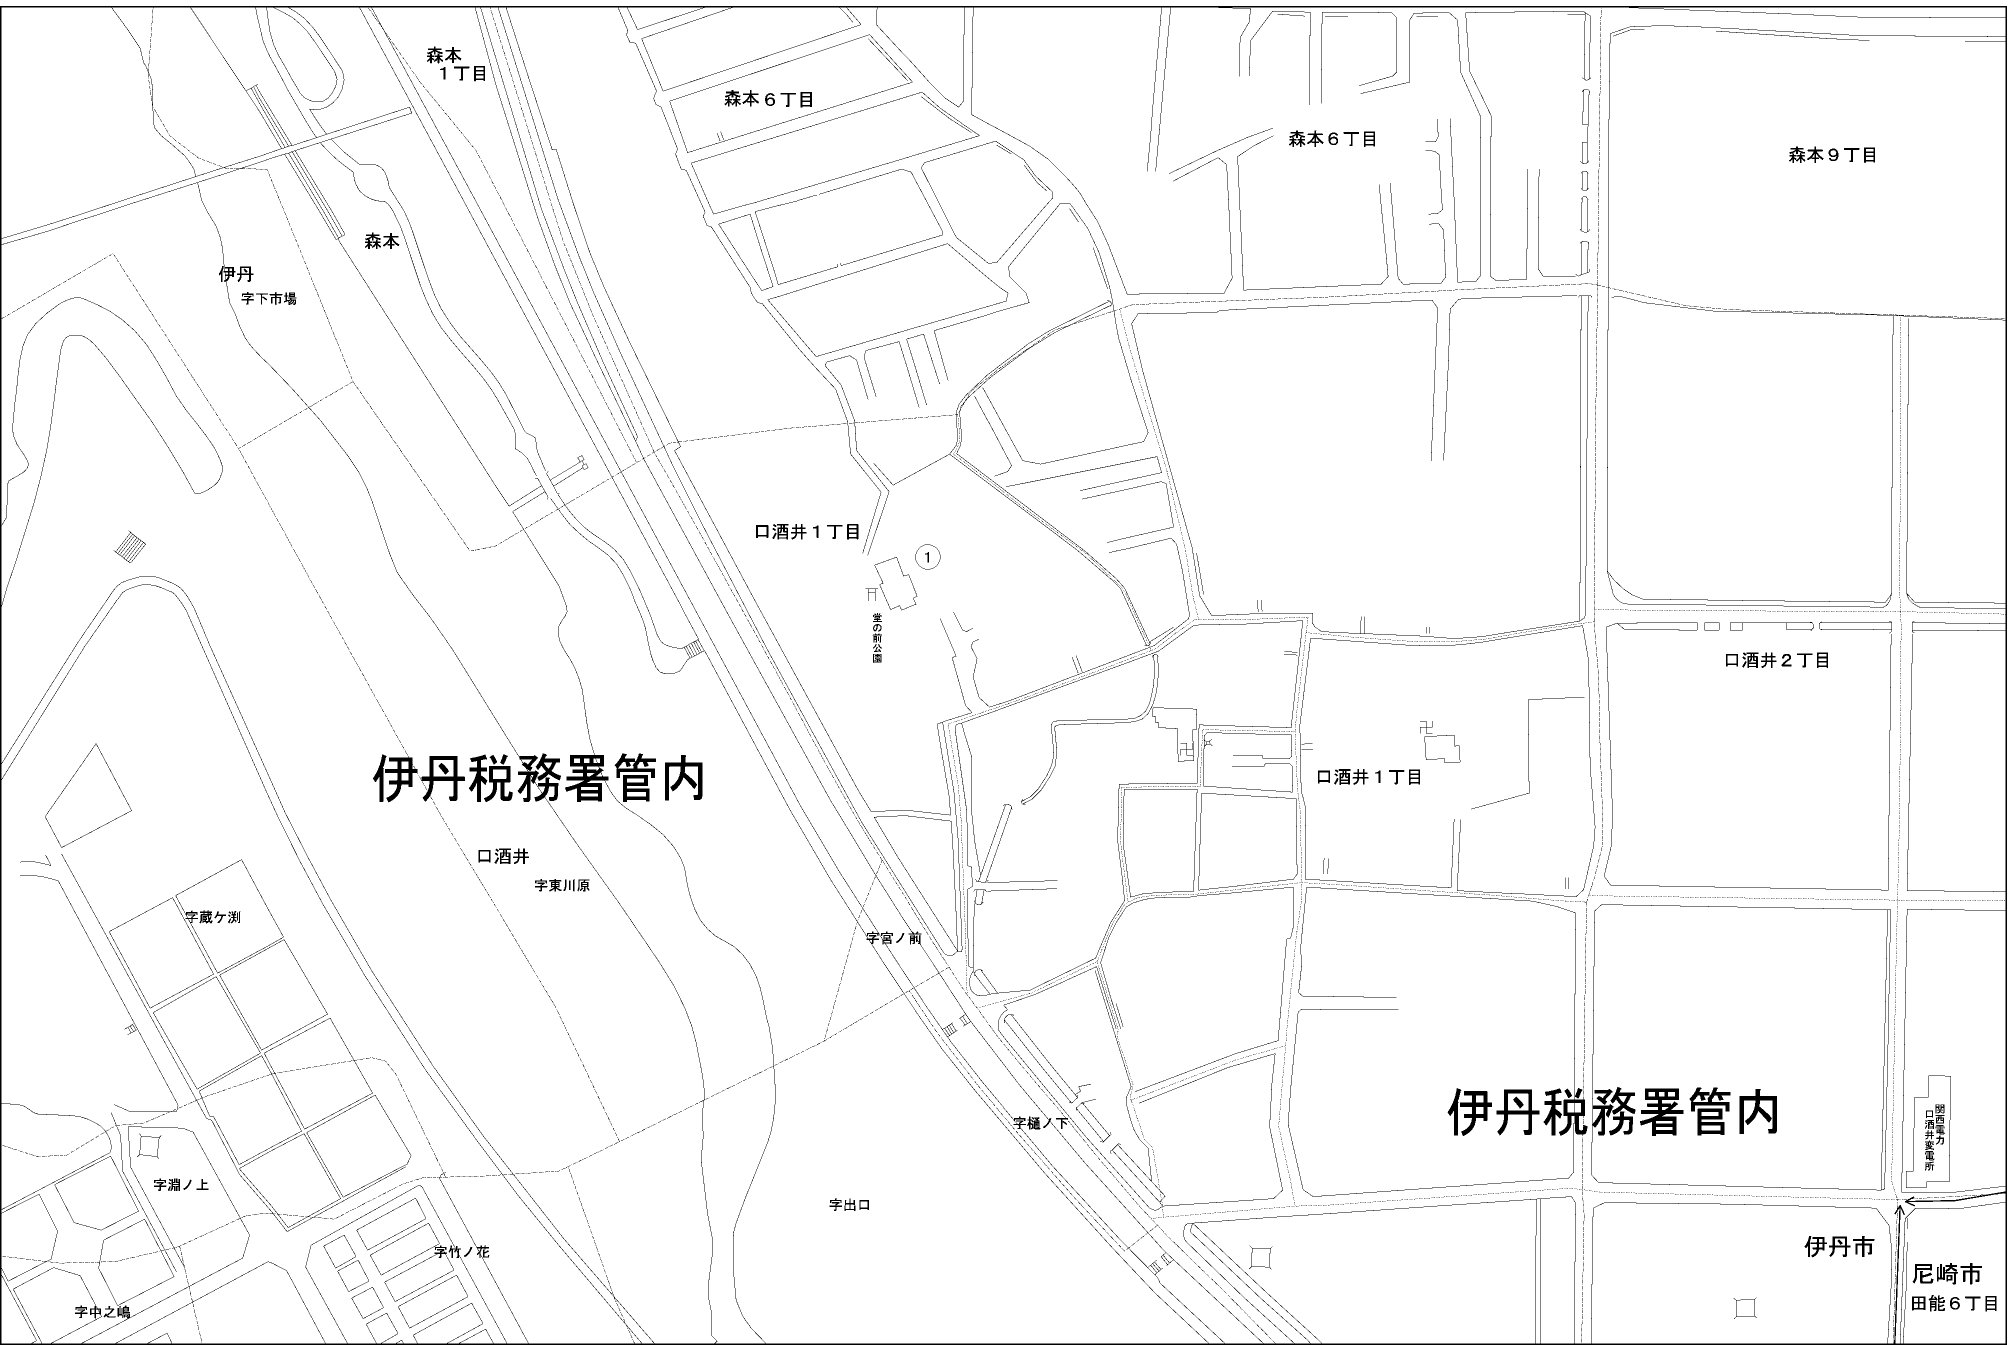 森本
１丁目
森本６丁目
森本６丁目
森本９丁目
森本
伊丹
字下市場
口酒井１丁目
1
堂の前公園
口酒井２丁目
伊丹税務署管内
口酒井１丁目
口酒井
字東川原
字蔵ケ渕
字宮ノ前
字樋ノ下
伊丹税務署管内
関西電力
口酒井変電所
字淵ノ上
字出口
字竹ノ花
伊丹市
尼崎市
田能６丁目
字中之嶋